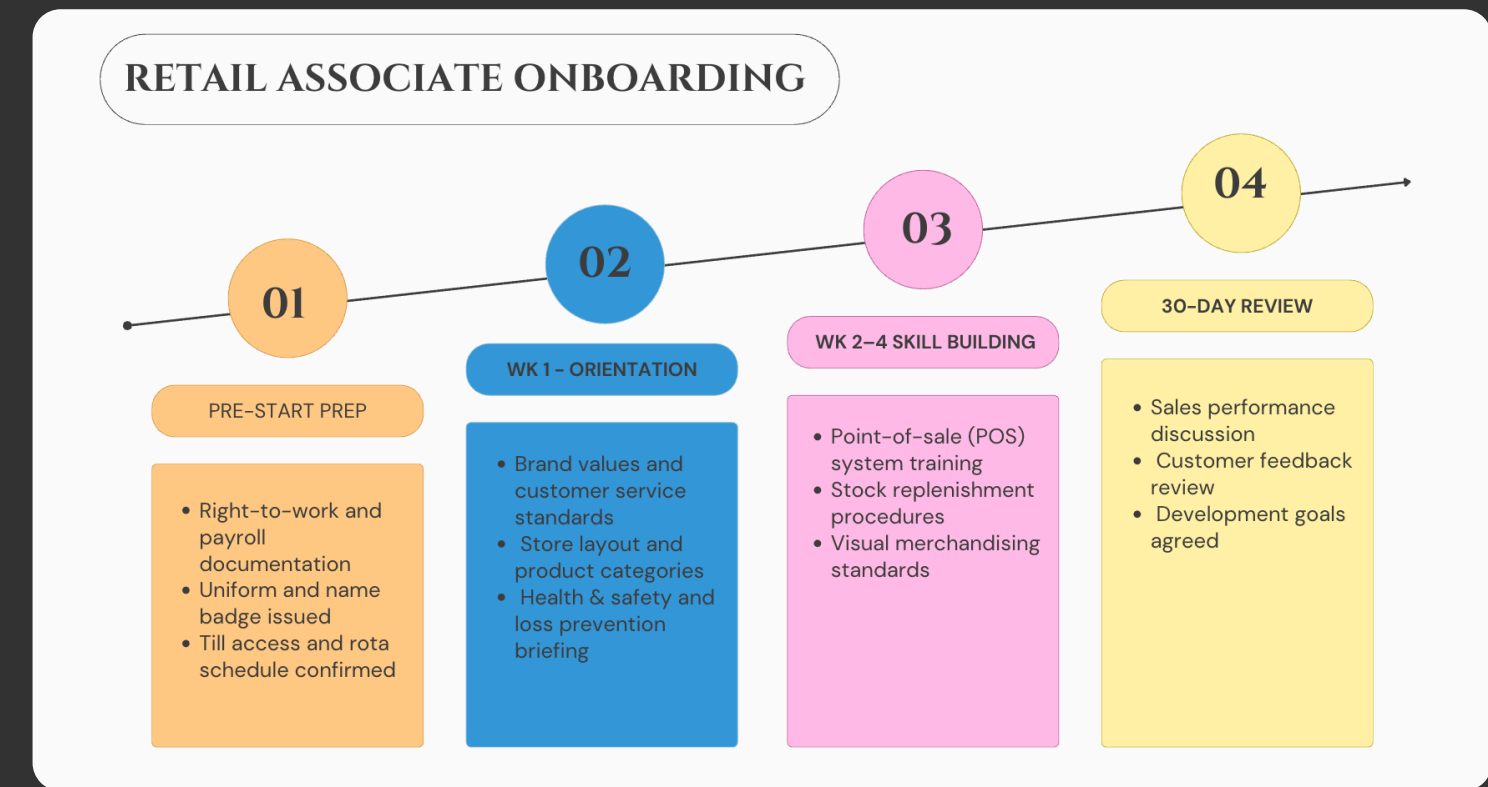 RETAIL ASSOCIATE ONBOARDING
01
PRE-START PREP
• Right-to-work and
payroll
documentation
• Uniform and name
badge issued
• Till access and rota
schedule confirmed
02
WK 1 – ORIENTATION
• Brand values and
customer service
standards
• Store layout and
product categories
• Health & safety and
loss prevention
briefing
03
WK 2–4 SKILL BUILDING
• Point-of-sale (POS)
system training
• Stock replenishment
procedures
• Visual merchandising
standards
04
30-DAY REVIEW
• Sales performance
discussion
• Customer feedback
review
• Development goals
agreed